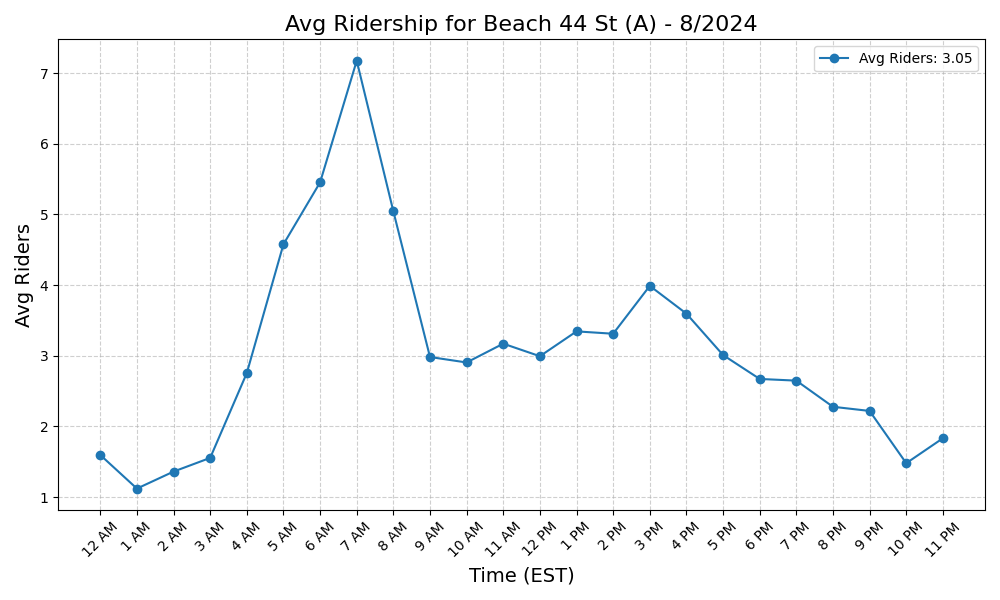 Avg Ridership for Beach 44 St (A) - 8/2024
Avg Riders: 3.05
Avg Riders
7
6
5
4
3
2
1
12 AM
1 AM
2 AM
3 AM
4 AM
5 AM
6 AM
7 AM
8 AM
9 AM
10 AM
11 AM
12 PM
1 PM
2 PM
3 PM
4 PM
5 PM
6 PM
7 PM
8 PM
9 PM
10 PM
11 PM
Time (EST)